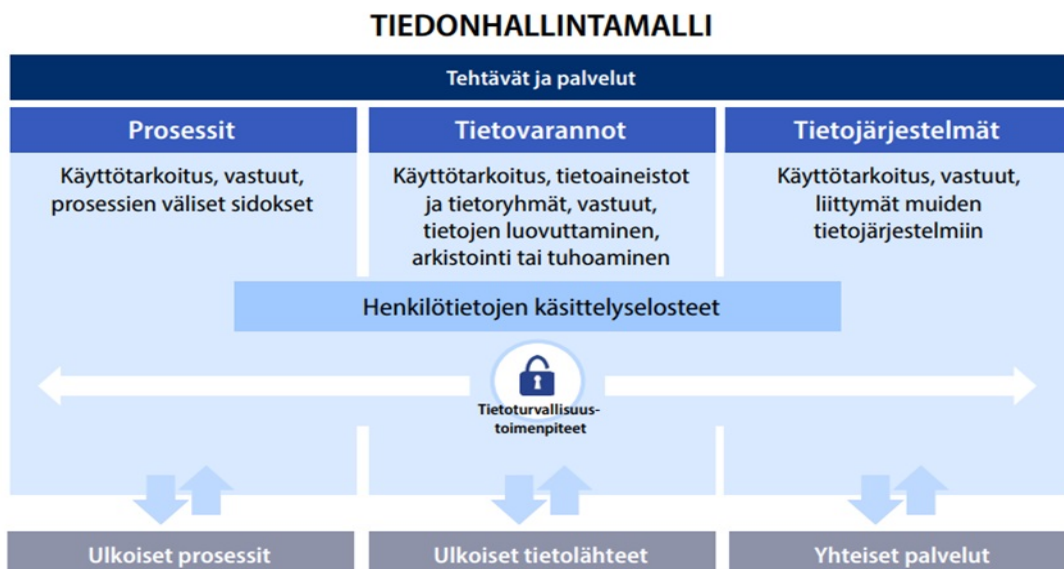 TIEDONHALLINTAMALLI
Tehtävät ja palvelut
Prosessit
Käyttötarkoitus, vastuut,
prosessien väliset sidokset
Tietovarannot
Käyttötarkoitus, tietoaineistot
ja tietoryhmät, vastuut,
tietojen luovuttaminen,
arkistointi tai tuhoaminen
Tietojärjestelmät
Käyttötarkoitus, vastuut,
liittymät muiden
tietojärjestelmiin
Henkilötietojen käsittelyselosteet
Tietoturvallisuus-
toimenpiteet
Ulkoiset prosessit
Ulkoiset tietolähteet
Yhteiset palvelut